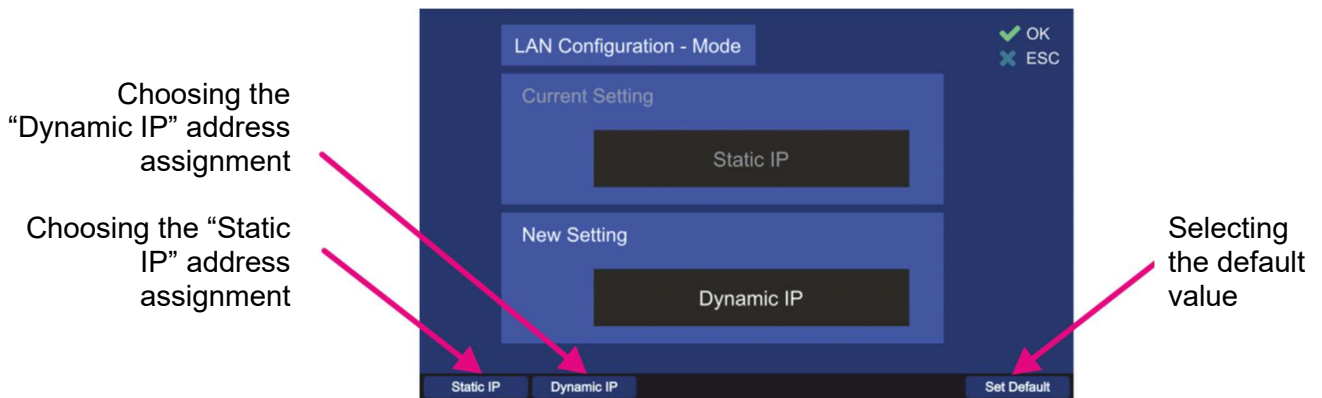 Choosing the
“Dynamic IP” address
assignment
Choosing the “Static
IP” address
assignment
LAN Configuration - Mode
OK
ESC
Current Setting
Static IP
New Setting
Dynamic IP
Static IP
Dynamic IP
Set Default
Selecting
the default
value